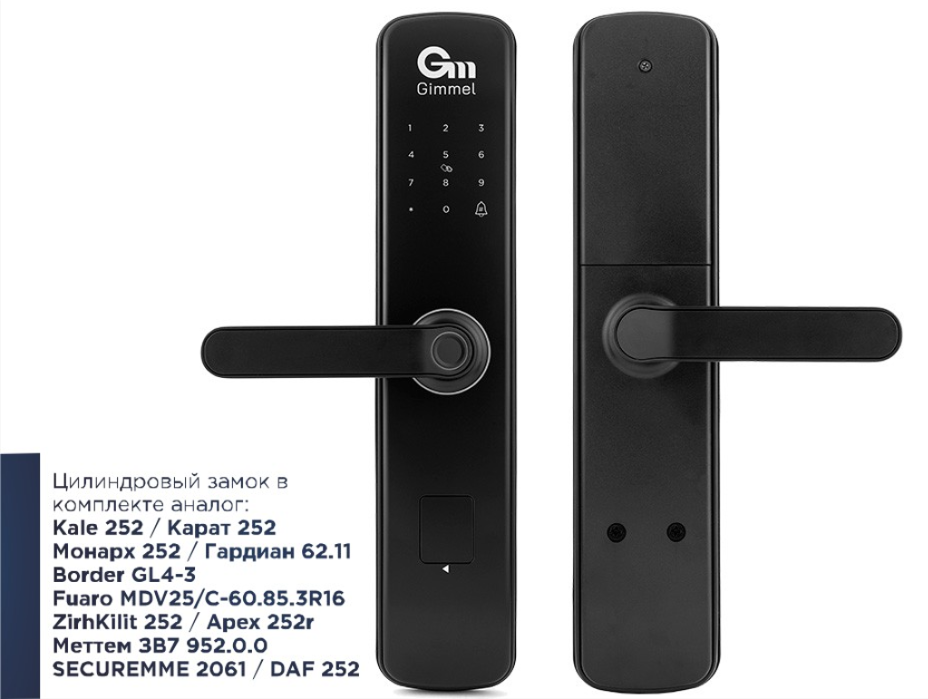 Gm
Gimmel
1 2 3
4 5 6
7 8 9
* 0 #
Цилиндровый замок в
комплекте аналог:
Kale 252 / Карат 252
Монарх 252 / Гардиан 62.11
Border GL4-3
Fuaro MDV25/C-60.85.3R16
ZirhKilit 252 / Apex 252r
Меттем ЗВ7 952.0.0
SECUREMME 2061 / DAF 252